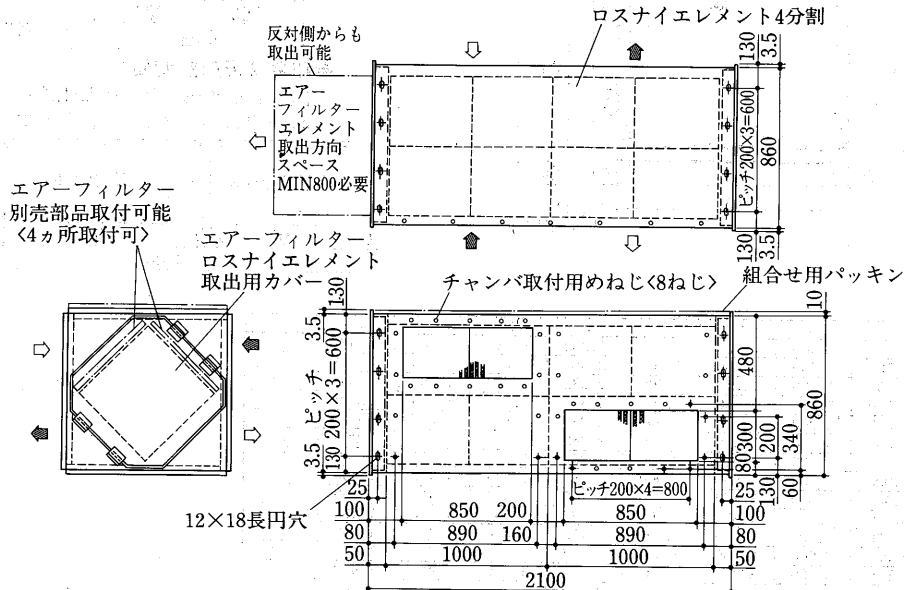 ロスナイエレメント4分割
反対側からも
取出可能
エアー
フィルター
エレメント
取出方向
スペース
MIN800必要
130
3.5
ピッチ200×3=600
860
130
3.5
エアーフィルター
別売部品取付可能
<4ヵ所取付可>
エアーフィルター
ロスナイエレメント
取出用カバー
チャンバ取付用めねじ<8ねじ>
組合せ用パッキン
130
3.5
ピッチ
200×3=600
130
3.5
10
480
860
300
200
340
80
130
60
12×18長円穴
ピッチ200×4=800
25
25
100
850
200
850
100
80
890
160
890
80
50
1000
1000
50
2100